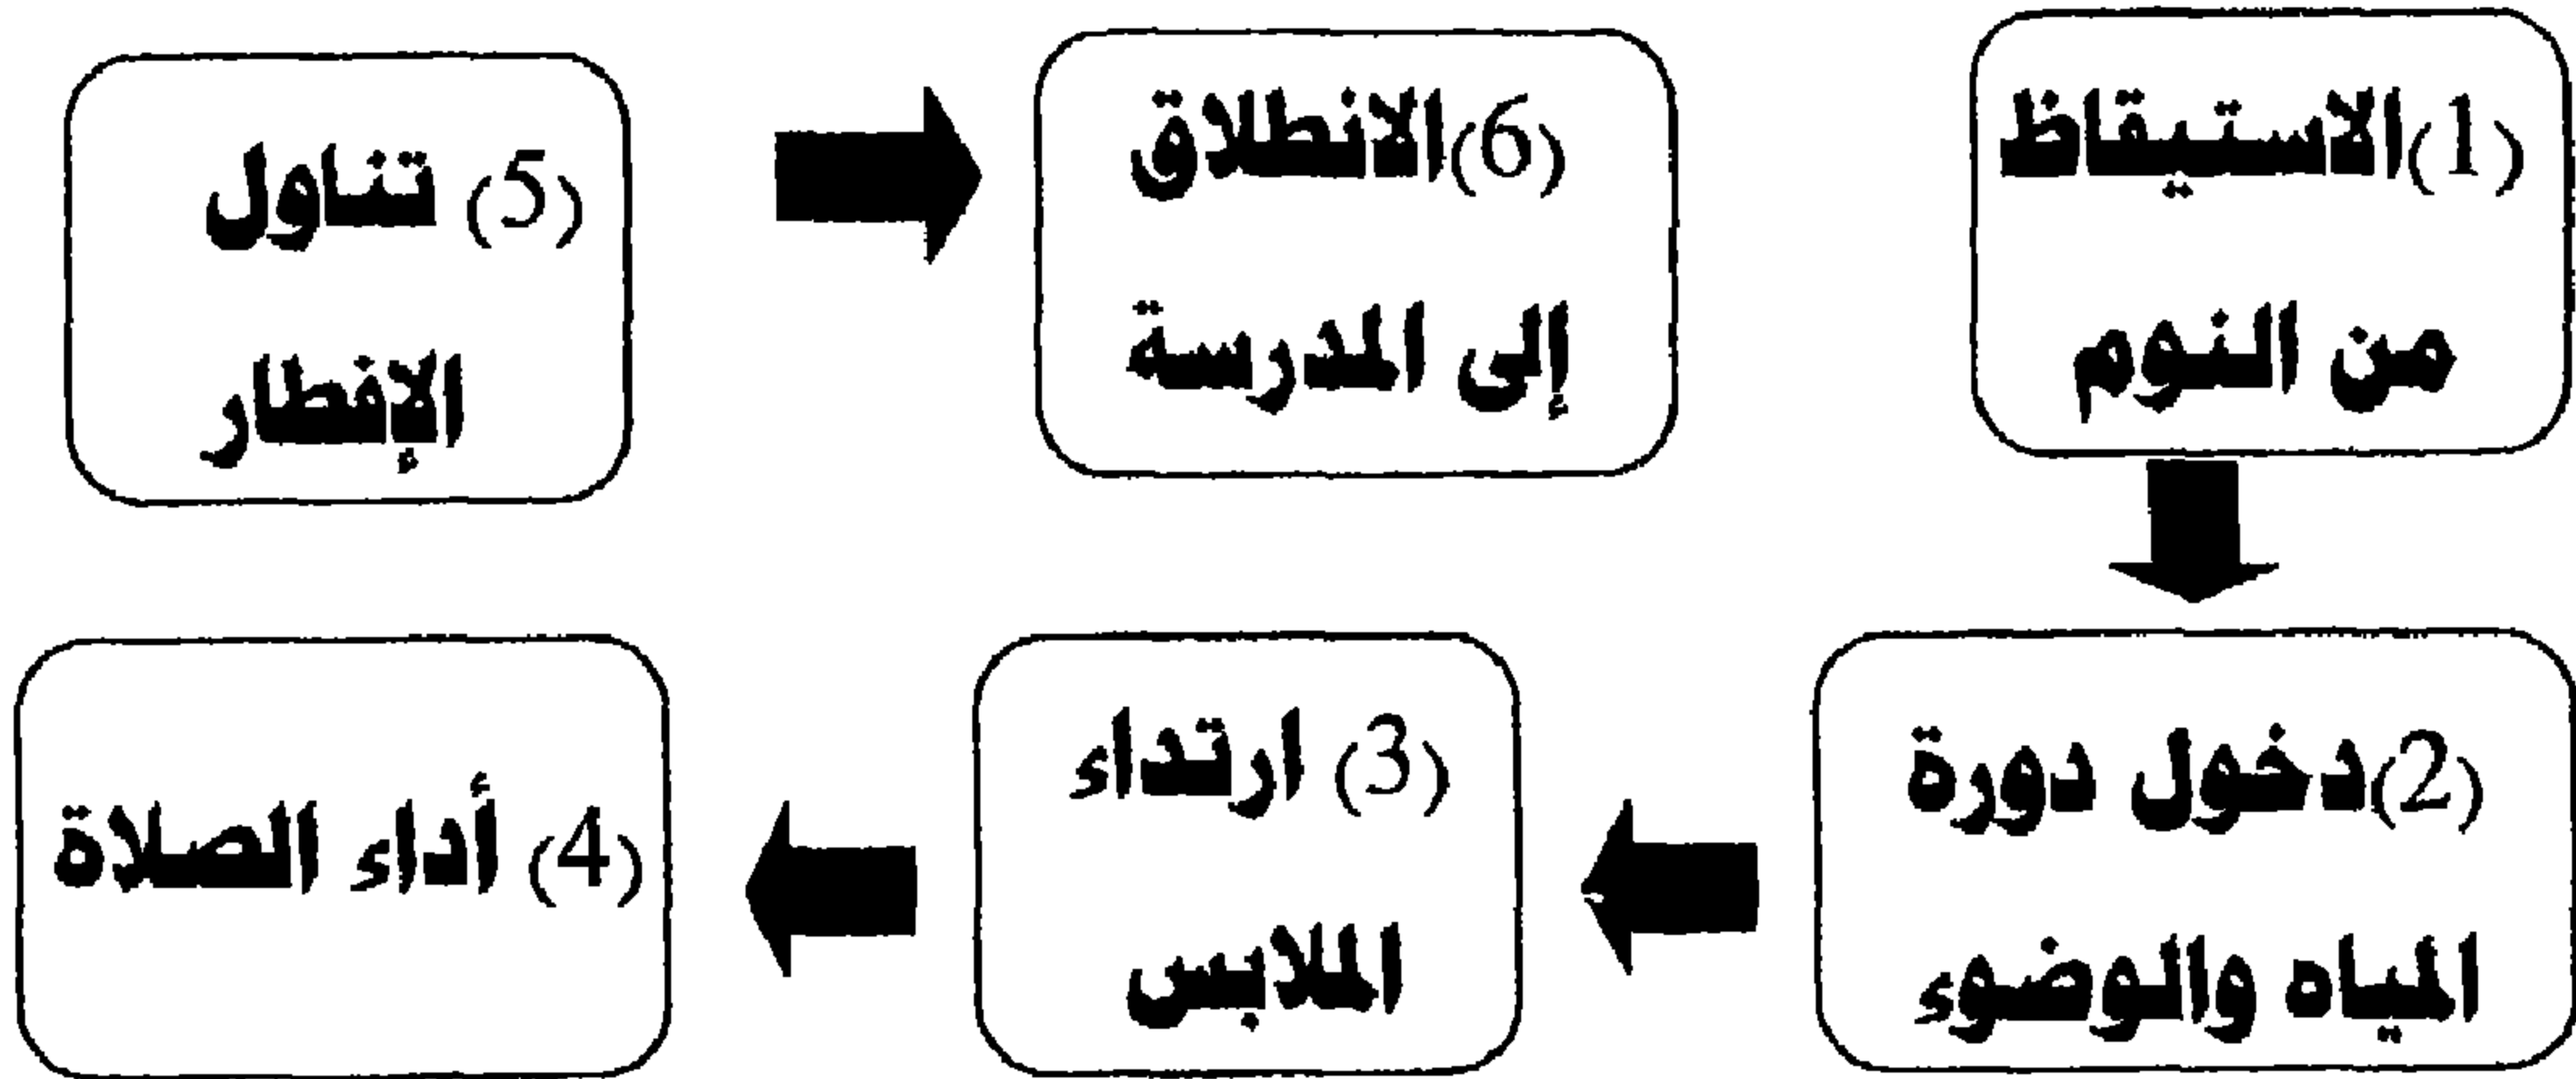 (1)الاستيقاظ
من النوم
(2)دخول دورة
المياه والوضوء
(3) ارتداء
الملابس
(4) أداء الصلاة
(5) تناول
الإفطار
(6)الانطلاق
إلى المدرسة